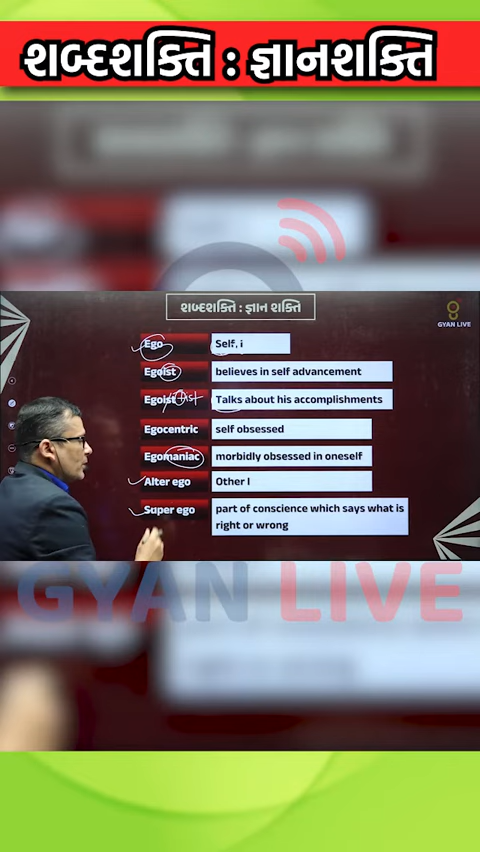 શબ્દશક્તિ : જ્ઞાનશક્તિ
શબ્દશક્તિ : જ્ઞાન શક્તિ
GYAN LIVE
Ego Self, i
Egoist believes in self advancement
Egoist tist Talks about his accomplishments
Egocentric self obsessed
Egomaniac morbidly obsessed in oneself
Alter ego Other I
Super ego part of conscience which says what is
right or wrong
GYAN LIVE